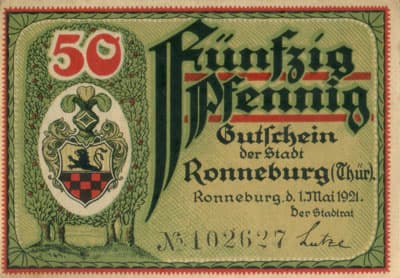 50
Fünfzig
Pfennig
Gutschein
der Stadt
Ronneburg (Thür).
Ronneburg, d. 1. Mai 1921.
Der Stadtrat
No. 102627 Lutze